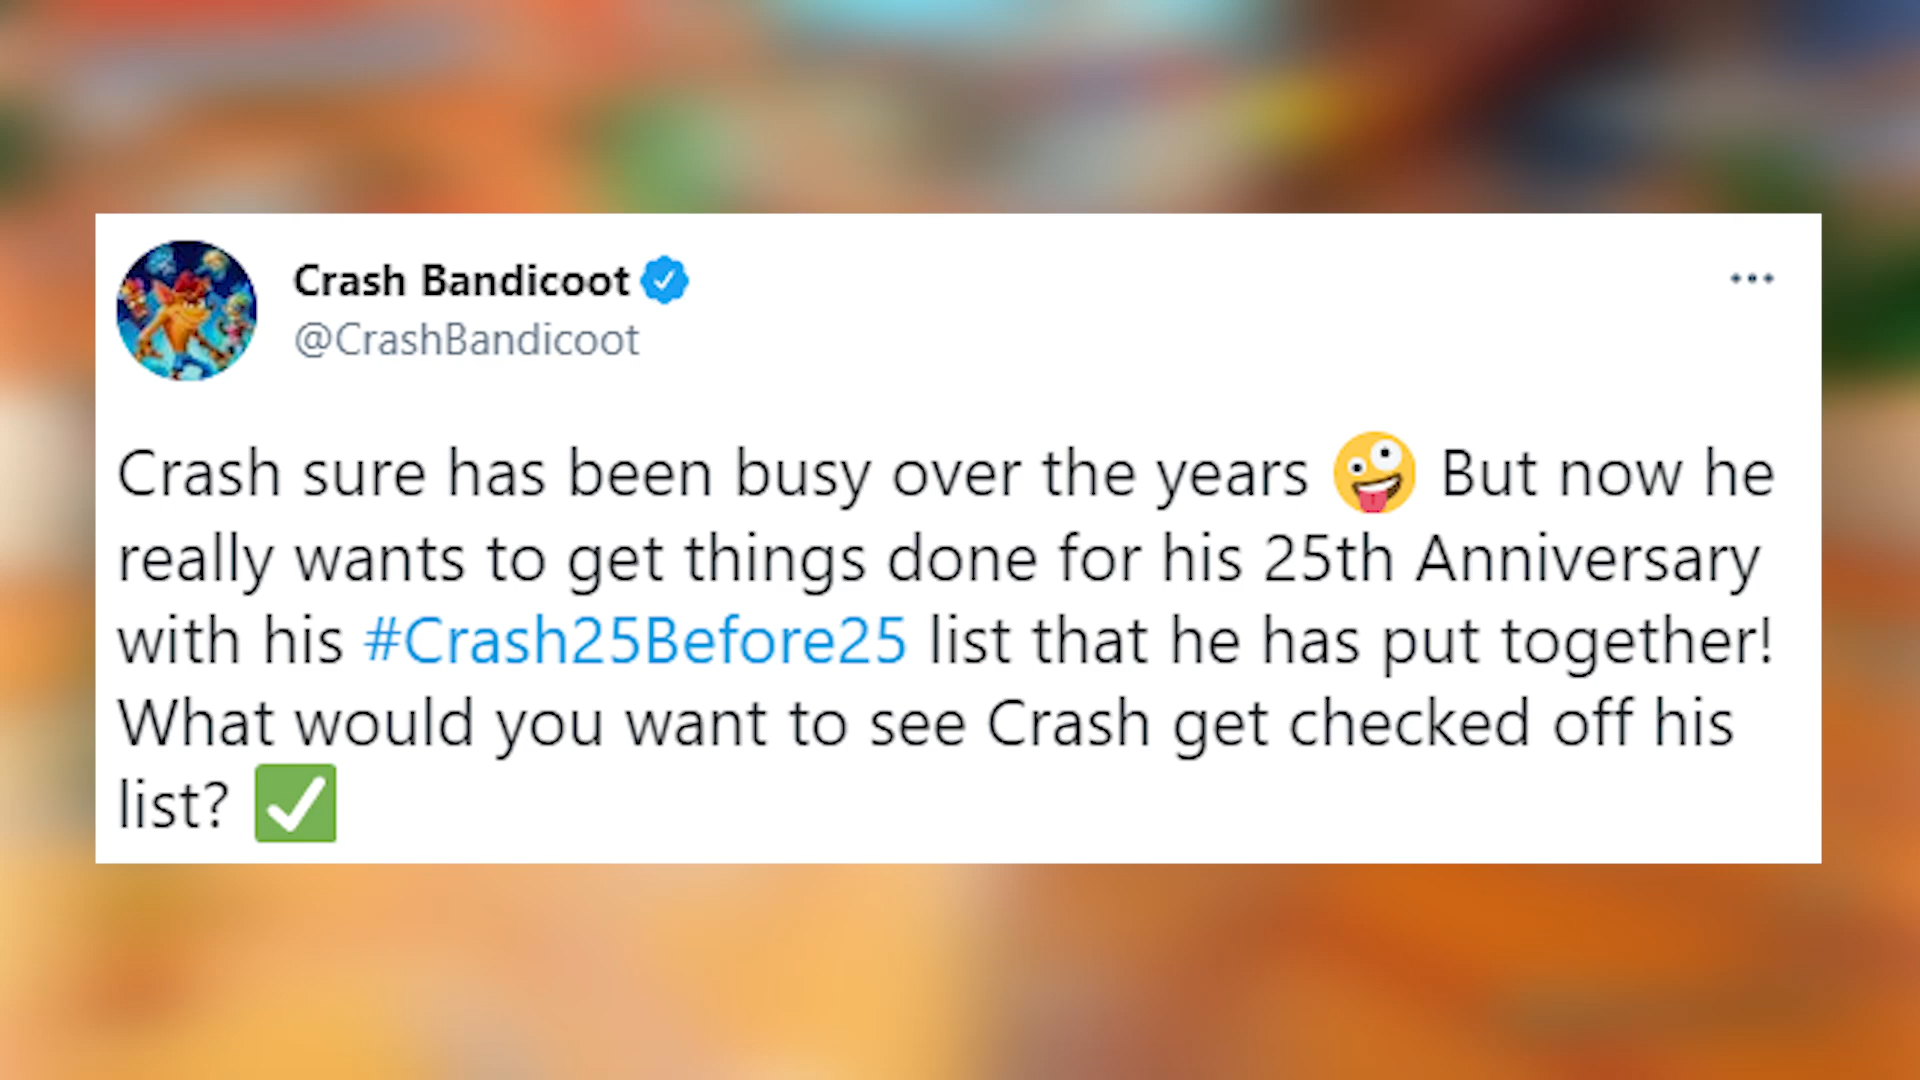 Crash Bandicoot
@CrashBandicoot
Crash sure has been busy over the years 🤪 But now he
really wants to get things done for his 25th Anniversary
with his #Crash25Before25 list that he has put together!
What would you want to see Crash get checked off his
list? ✅